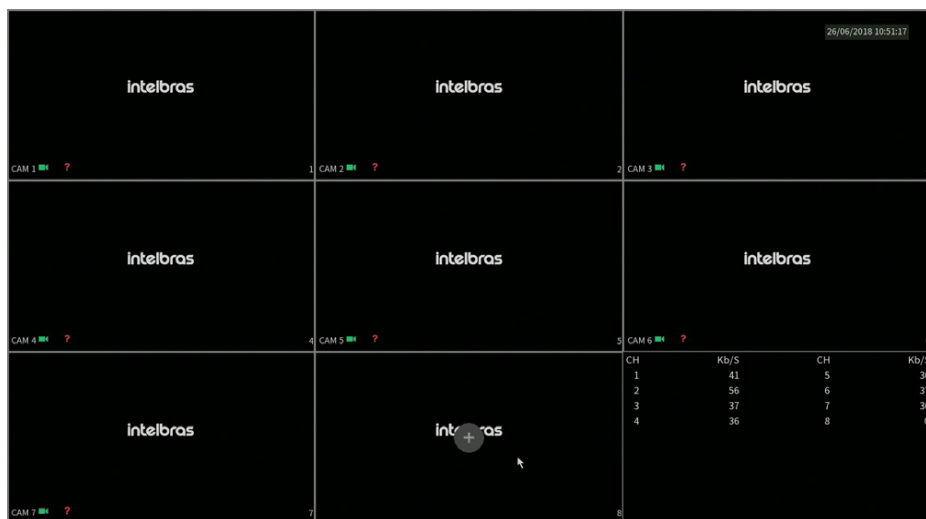 26/06/2018 10:51:17
intelbras
intelbras
intelbras
CAM 1 ? 1
CAM 2 ? 2
CAM 3 ?
intelbras
intelbras
intelbras
CAM 4 ? 4
CAM 5 ? 5
CAM 6 ?
CH Kb/S CH Kb/S
1 41 5
2 56 6
3 37 7
4 36 8
intelbras
+
CAM 7 ? 7
8